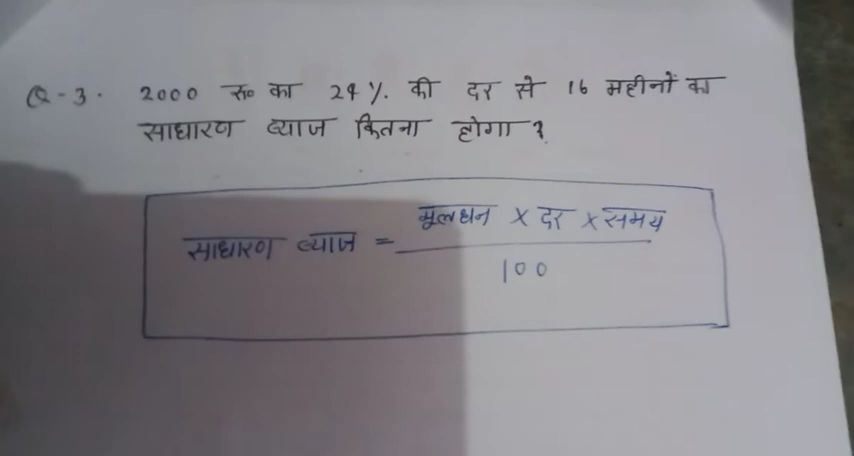 Q-3. 2000 रु० का 24% की दर से 16 महीनों का
साधारण ब्याज कितना होगा ?
साधारण ब्याज = मूलधन × दर × समय
100